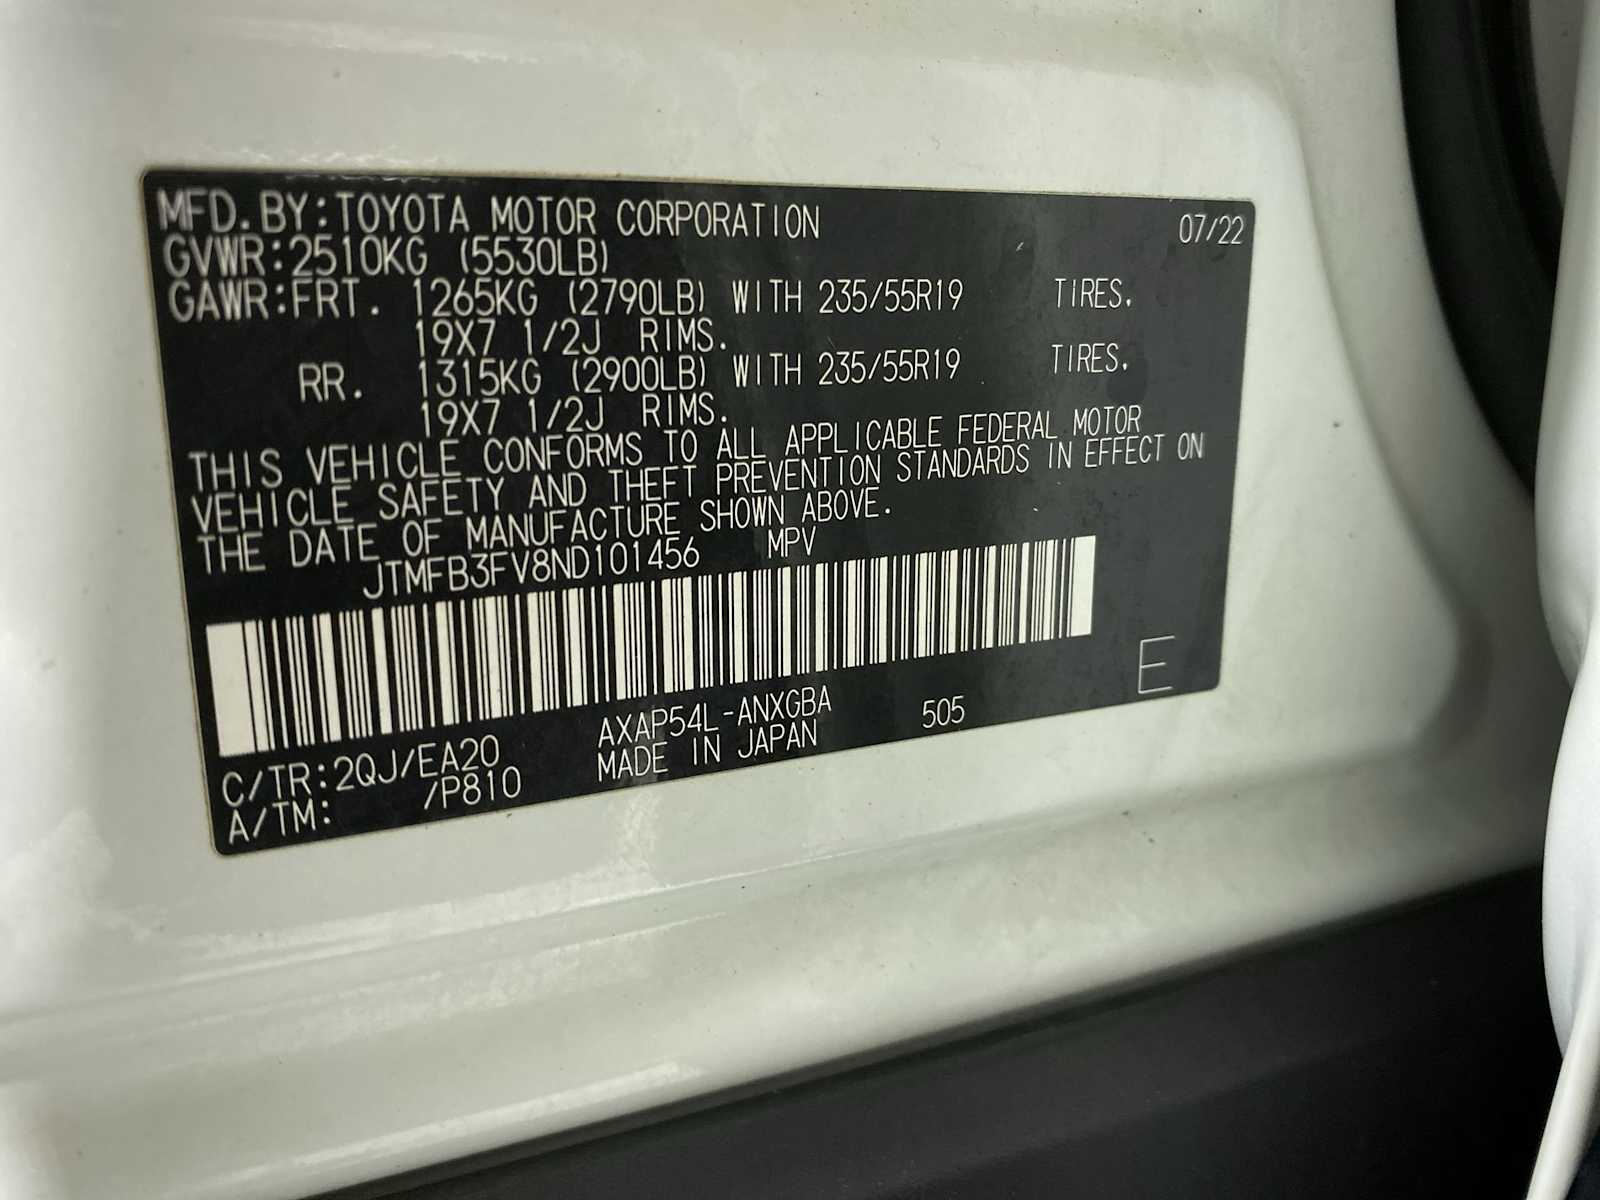 MFD. BY:TOYOTA MOTOR CORPORATION 07/22
GVWR:2510KG (5530LB)
GAWR:FRT. 1265KG (2790LB) WITH 235/55R19 TIRES.
19X7 1/2J RIMS.
RR. 1315KG (2900LB) WITH 235/55R19 TIRES.
19X7 1/2J RIMS.
THIS VEHICLE CONFORMS TO ALL APPLICABLE FEDERAL MOTOR
VEHICLE SAFETY AND THEFT PREVENTION STANDARDS IN EFFECT ON
THE DATE OF MANUFACTURE SHOWN ABOVE.
JTMFB3FV8ND101456 MPV
C/TR:2QJ/EA20 AXAP54L-ANXGBA 505 E
A/TM: /P810 MADE IN JAPAN